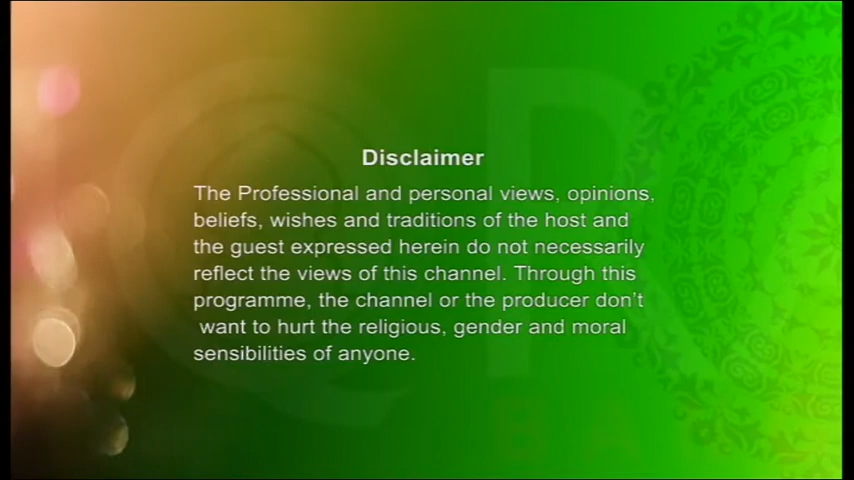 Disclaimer
The Professional and personal views, opinions,
beliefs, wishes and traditions of the host and
the guest expressed herein do not necessarily
reflect the views of this channel. Through this
programme, the channel or the producer don't
want to hurt the religious, gender and moral
sensibilities of anyone.